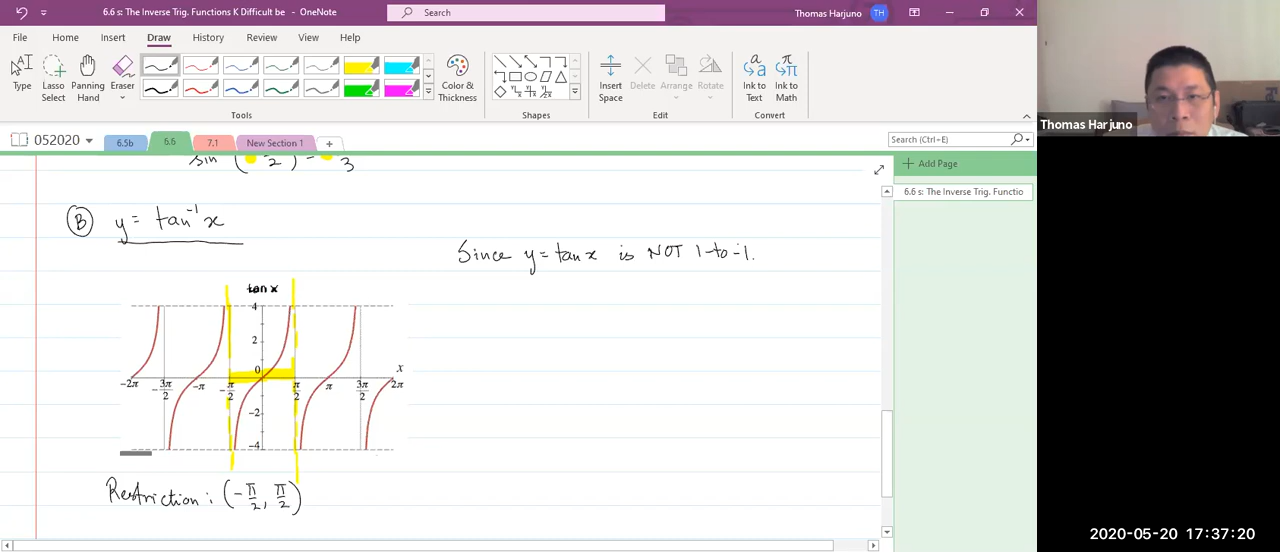 6.6 s: The Inverse Trig. Functions K Difficult be - OneNote
Search
Thomas Harjuno
TH
File Home Insert Draw History Review View Help
Type
Lasso Select
Panning Hand
Eraser
Color & Thickness
Insert Space
Delete
Arrange
Rotate
Ink to Text
Ink to Math
Tools
Shapes
Edit
Convert
Thomas Harjuno
052020
6.5b
6.6
7.1
New Section 1
Search (Ctrl+E)
Add Page
6.6 s: The Inverse Trig. Functio
sin ( 2 ) = 3
B y = tan⁻¹ x
Since y = tan x is NOT 1-to-1.
tan x
4
2
0
x
-2π -3π/2 -π -π/2 π/2 π 3π/2 2π
-2
-4
Restriction: (-π/2, π/2)
2020-05-20 17:37:20